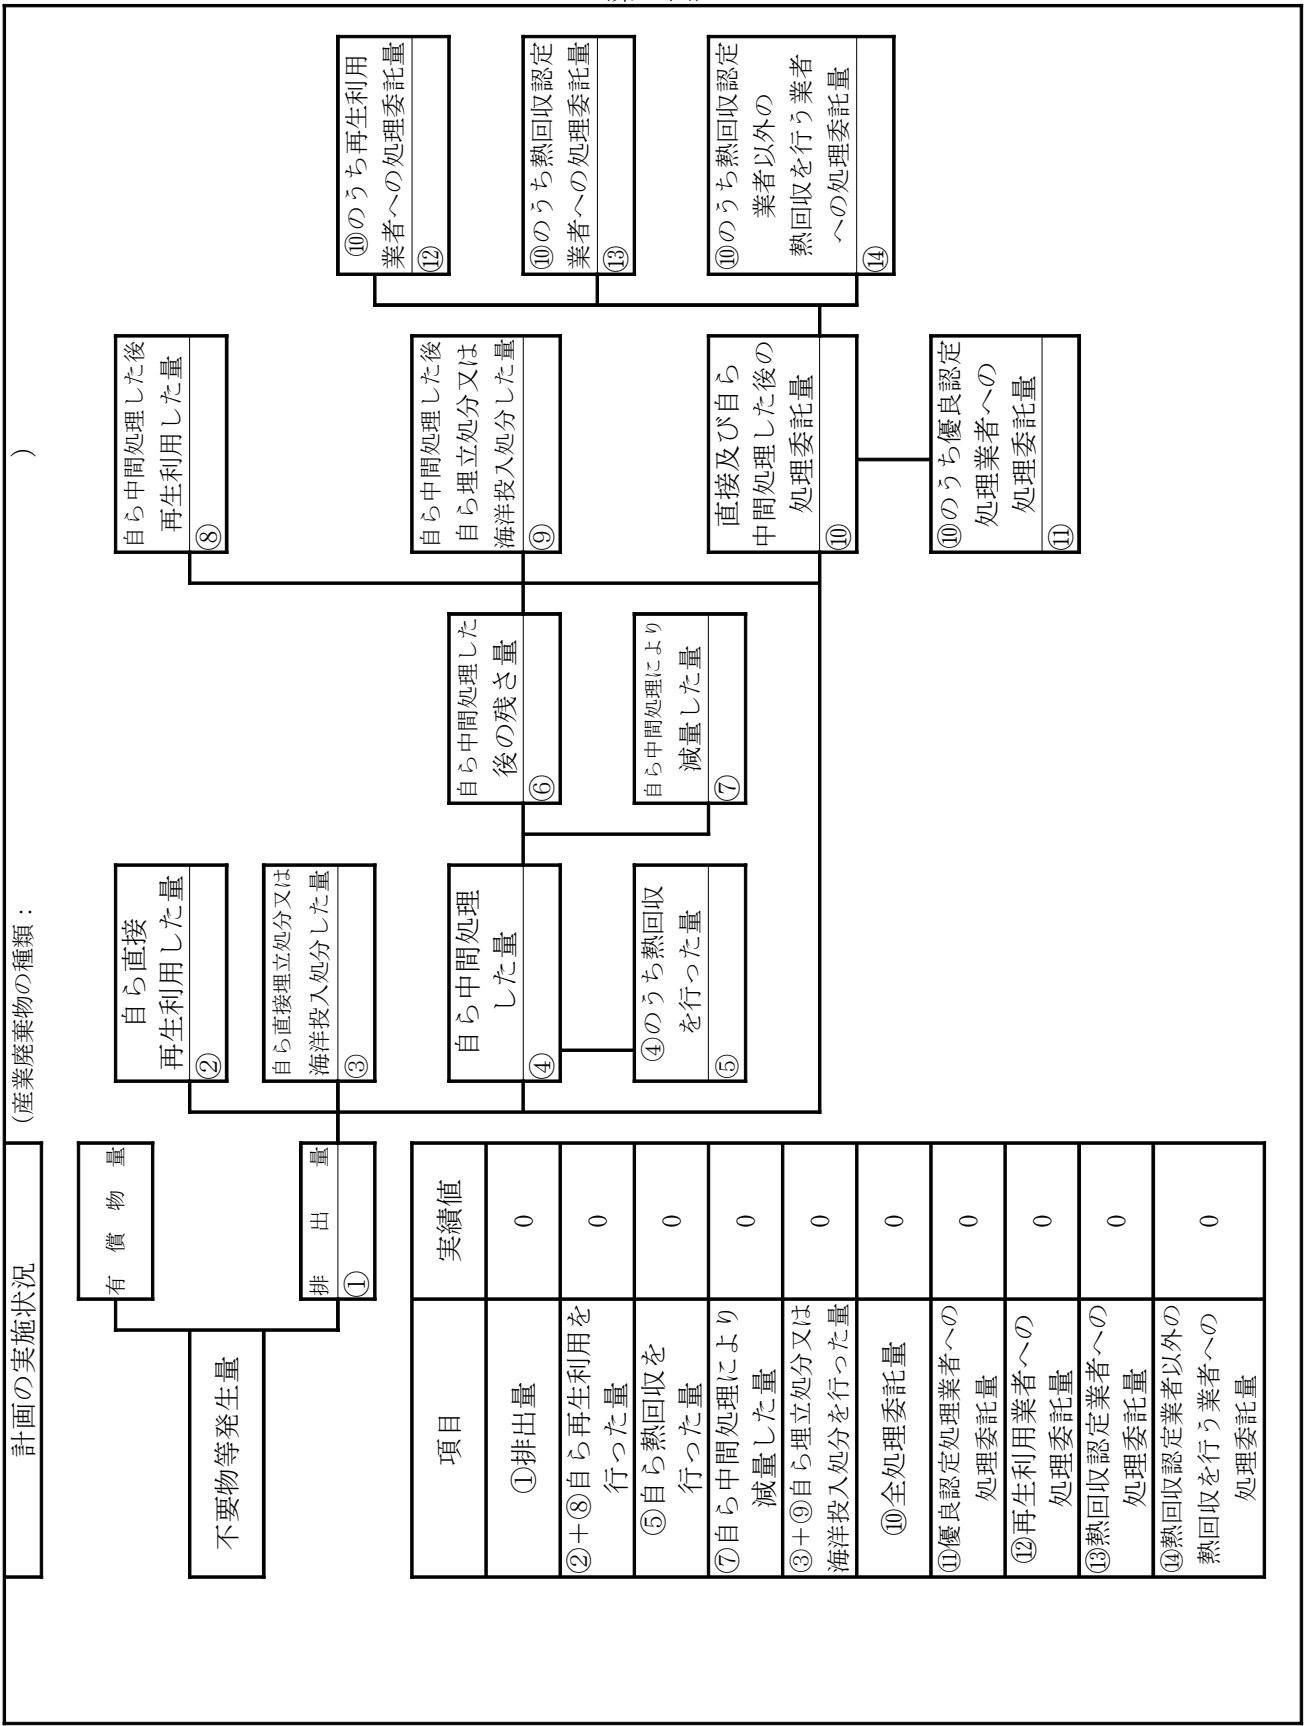 計画の実施状況
(産業廃棄物の種類：
)
不要物等発生量
有償物量
排出量
①
自ら直接
再生利用した量
②
自ら直接埋立処分又は
海洋投入処分した量
③
自ら中間処理
した量
④
④のうち熱回収
を行った量
⑤
自ら中間処理した
後の残さ量
⑥
自ら中間処理により
減量した量
⑦
自ら中間処理した後
再生利用した量
⑧
自ら中間処理した後
自ら埋立処分又は
海洋投入処分した量
⑨
直接及び自ら
中間処理した後の
処理委託量
⑩
⑩のうち優良認定
処理業者への
処理委託量
⑪
⑩のうち再生利用
業者への処理委託量
⑫
⑩のうち熱回収認定
業者への処理委託量
⑬
⑩のうち熱回収認定
業者以外の
熱回収を行う業者
への処理委託量
⑭
項目
実績値
①排出量
0
②＋⑧自ら再生利用を
行った量
0
⑤自ら熱回収を
行った量
0
⑦自ら中間処理により
減量した量
0
③＋⑨自ら埋立処分又は
海洋投入処分を行った量
0
⑩全処理委託量
0
⑪優良認定処理業者への
処理委託量
0
⑫再生利用業者への
処理委託量
0
⑬熱回収認定業者への
処理委託量
0
⑭熱回収認定業者以外の
熱回収を行う業者への
処理委託量
0